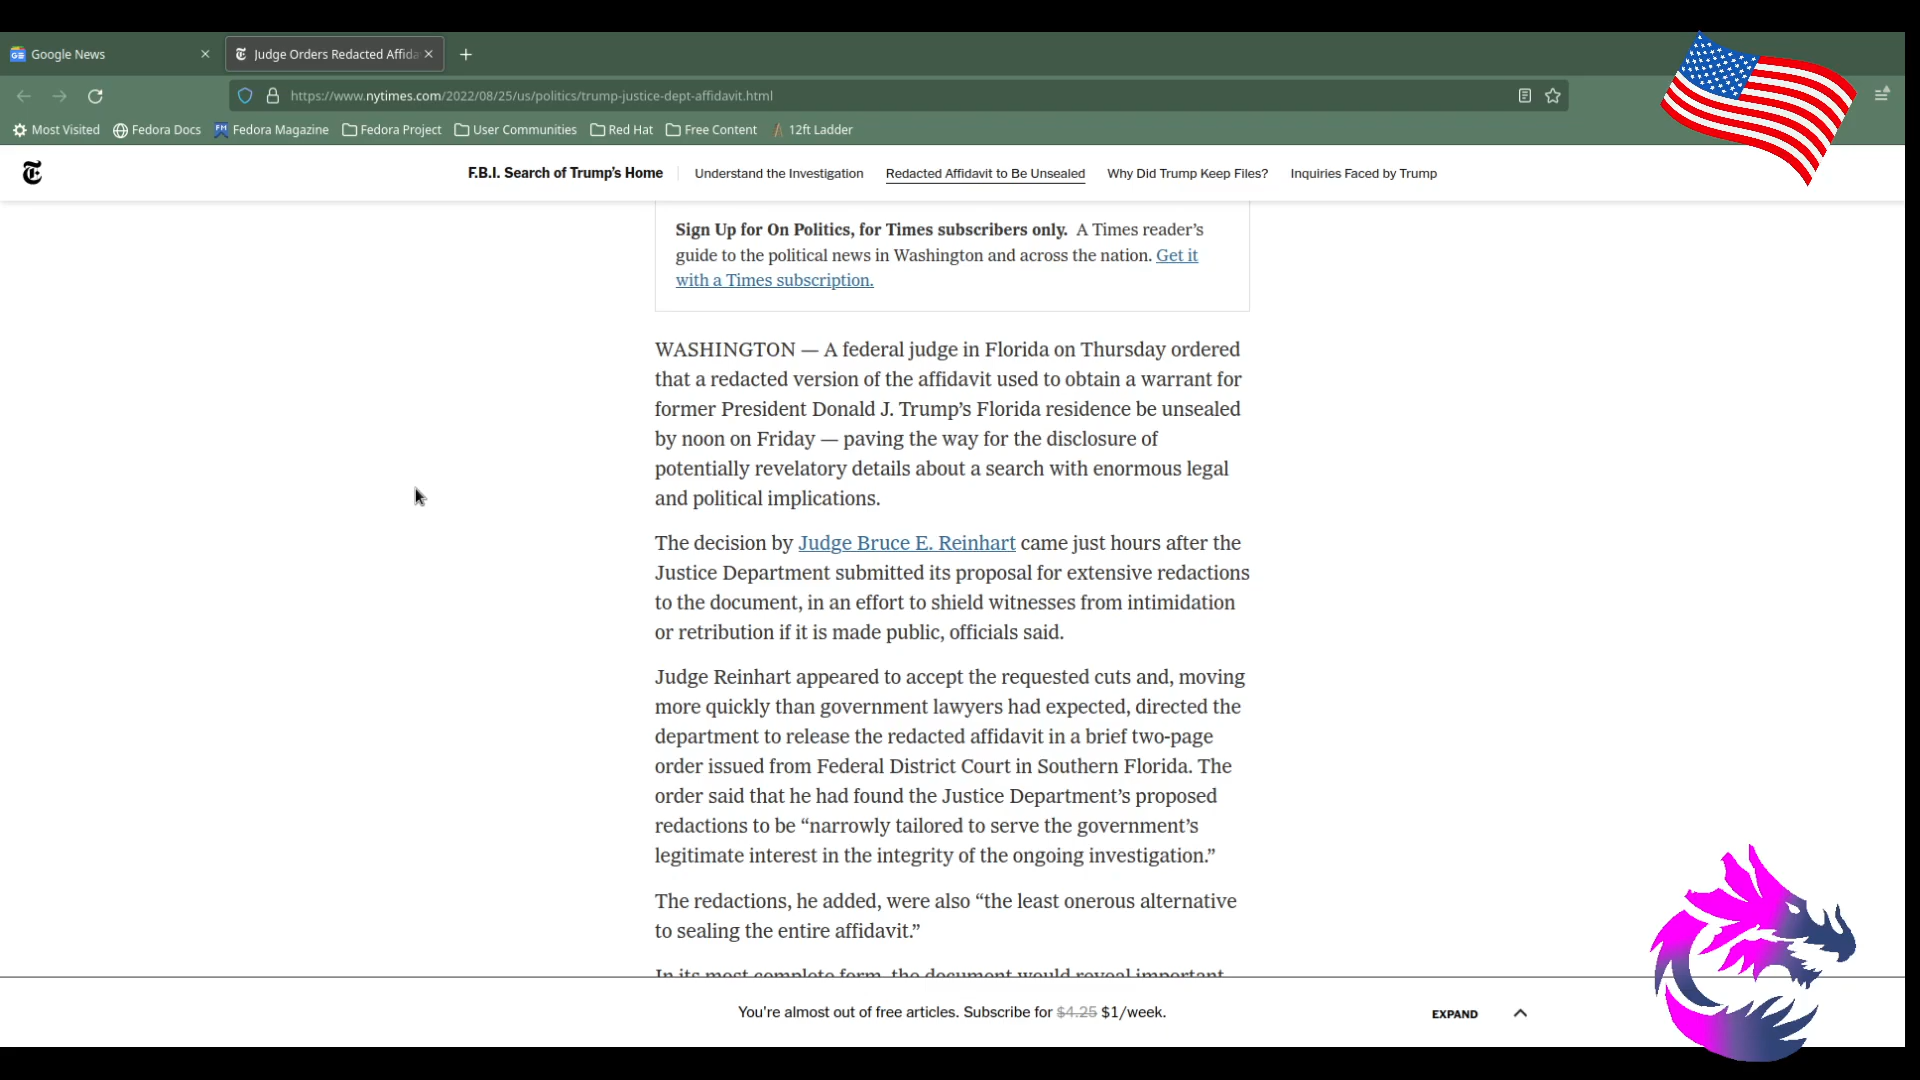 Google News
Judge Orders Redacted Affida
https://www.nytimes.com/2022/08/25/us/politics/trump-justice-dept-affidavit.html
Most Visited Fedora Docs Fedora Magazine Fedora Project User Communities Red Hat Free Content 12ft Ladder
F.B.I. Search of Trump’s Home Understand the Investigation Redacted Affidavit to Be Unsealed Why Did Trump Keep Files? Inquiries Faced by Trump
Sign Up for On Politics, for Times subscribers only. A Times reader’s
guide to the political news in Washington and across the nation. Get it
with a Times subscription.
WASHINGTON — A federal judge in Florida on Thursday ordered
that a redacted version of the affidavit used to obtain a warrant for
former President Donald J. Trump’s Florida residence be unsealed
by noon on Friday — paving the way for the disclosure of
potentially revelatory details about a search with enormous legal
and political implications.
The decision by Judge Bruce E. Reinhart came just hours after the
Justice Department submitted its proposal for extensive redactions
to the document, in an effort to shield witnesses from intimidation
or retribution if it is made public, officials said.
Judge Reinhart appeared to accept the requested cuts and, moving
more quickly than government lawyers had expected, directed the
department to release the redacted affidavit in a brief two-page
order issued from Federal District Court in Southern Florida. The
order said that he had found the Justice Department’s proposed
redactions to be “narrowly tailored to serve the government’s
legitimate interest in the integrity of the ongoing investigation.”
The redactions, he added, were also “the least onerous alternative
to sealing the entire affidavit.”
In its most complete form, the document would reveal important
You’re almost out of free articles. Subscribe for $4.25 $1/week.
EXPAND